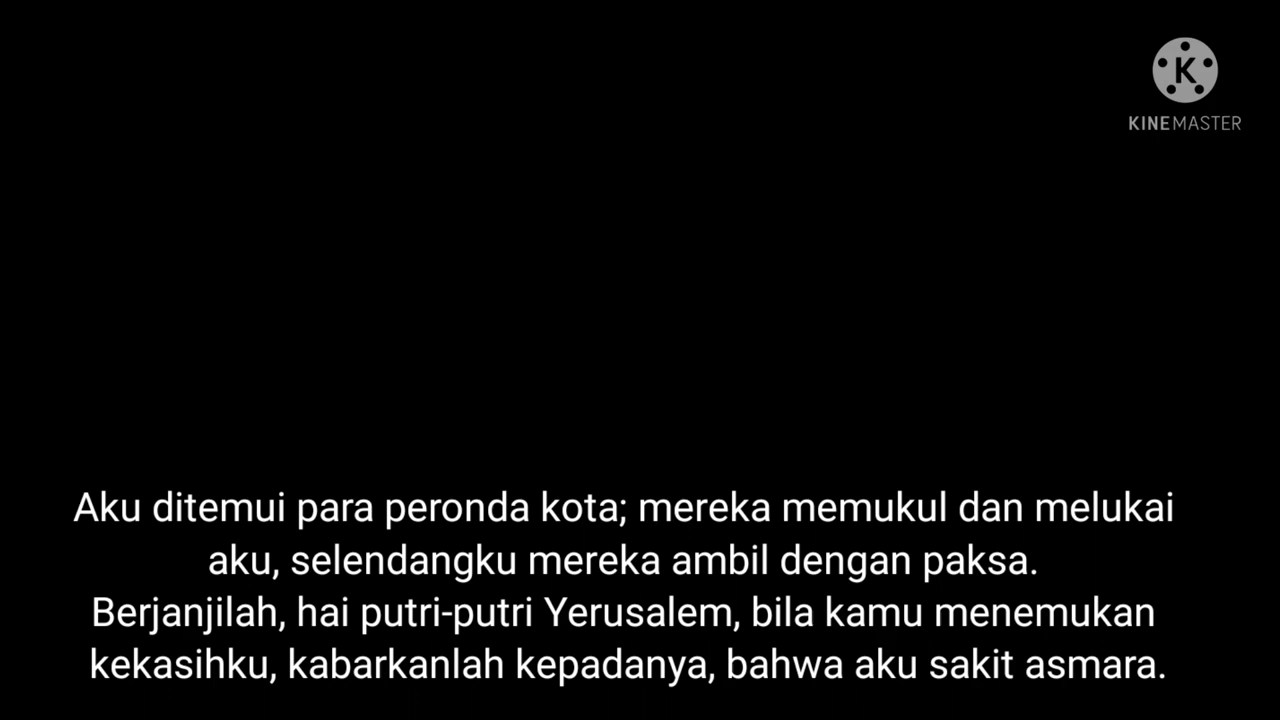 K
KINEMASTER
Aku ditemui para peronda kota; mereka memukul dan melukai
aku, selendangku mereka ambil dengan paksa.
Berjanjilah, hai putri-putri Yerusalem, bila kamu menemukan
kekasihku, kabarkanlah kepadanya, bahwa aku sakit asmara.